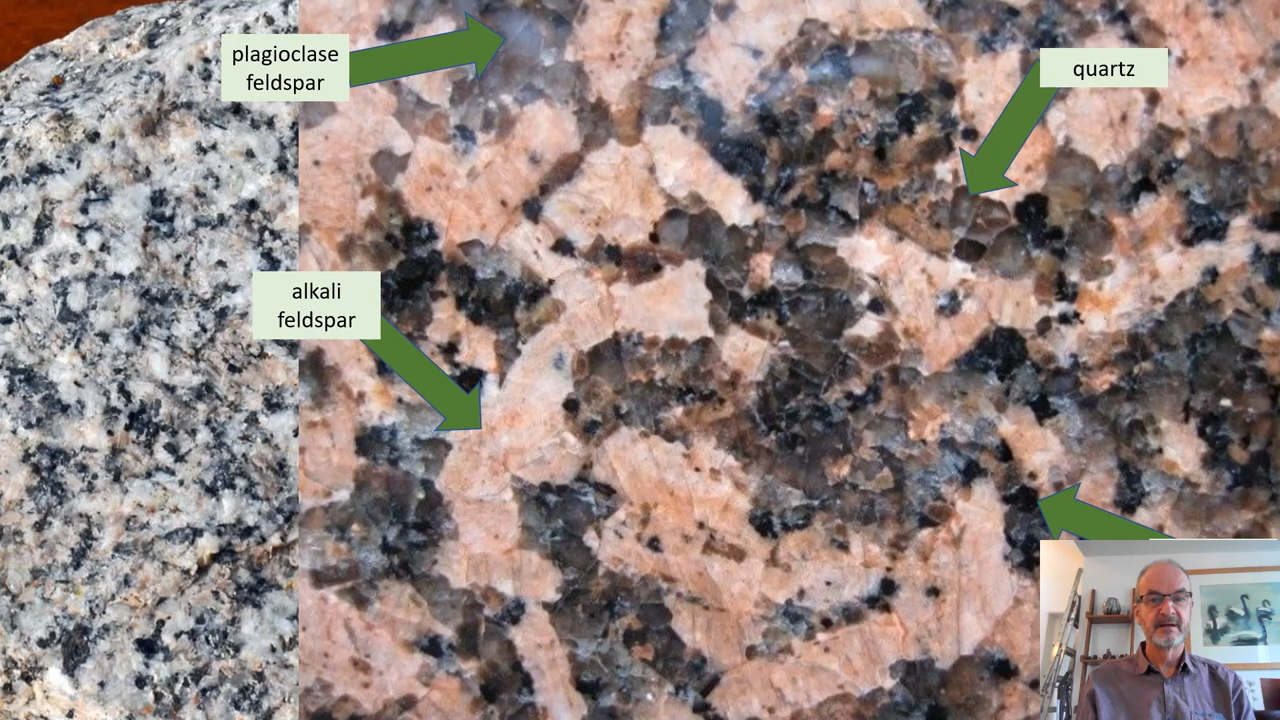 plagioclase
feldspar
quartz
alkali
feldspar